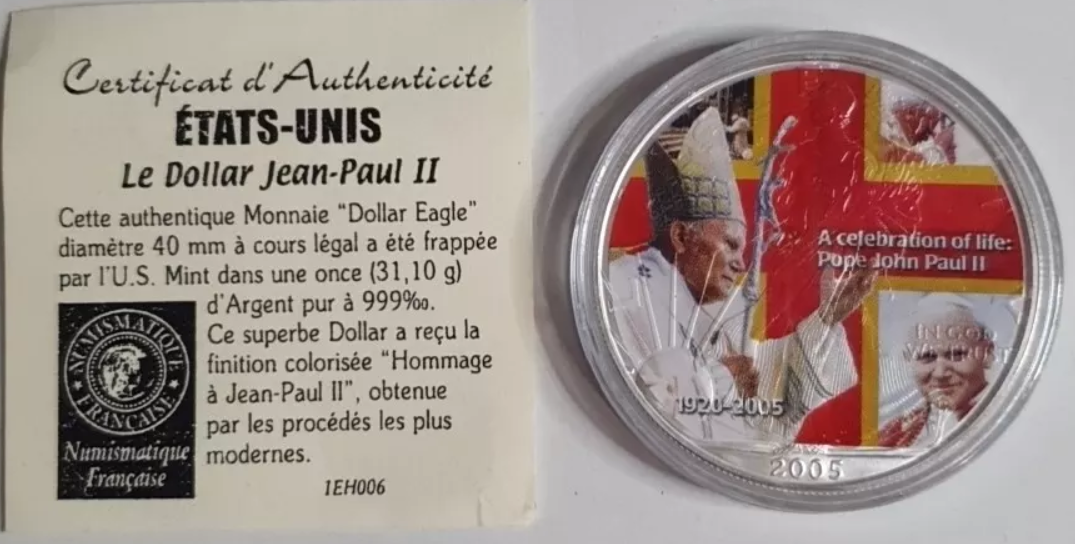 Certificat d'Authenticité
ÉTATS-UNIS
Le Dollar Jean-Paul II
Cette authentique Monnaie "Dollar Eagle"
diamètre 40 mm à cours légal a été frappée
par l'U.S. Mint dans une once (31,10 g)
d'Argent pur à 999‰.
Ce superbe Dollar a reçu la
finition colorisée "Hommage
à Jean-Paul II", obtenue
par les procédés les plus
modernes.
NUMISMATIQUE
FRANÇAISE
Numismatique
Française
1EH006
A celebration of life:
Pope John Paul II
IN GOD
WE TRUST
1920-2005
2005